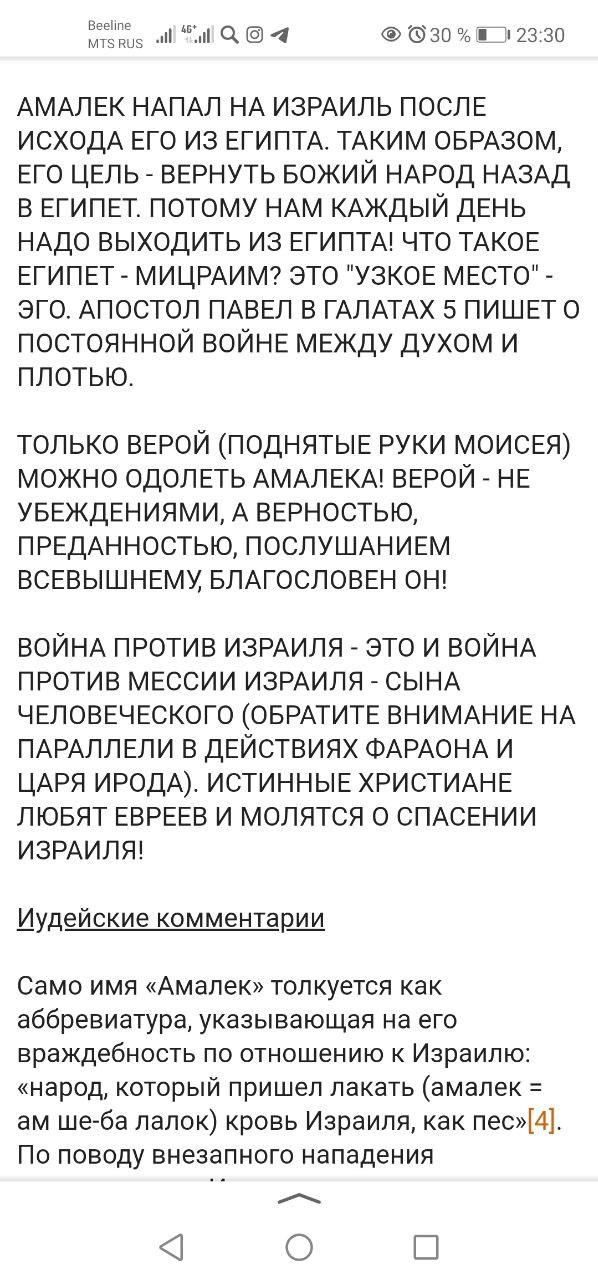 Beeline
MTS RUS
4G+
30 % 23:30
АМАЛЕК НАПАЛ НА ИЗРАИЛЬ ПОСЛЕ
ИСХОДА ЕГО ИЗ ЕГИПТА. ТАКИМ ОБРАЗОМ,
ЕГО ЦЕЛЬ - ВЕРНУТЬ БОЖИЙ НАРОД НАЗАД
В ЕГИПЕТ. ПОТОМУ НАМ КАЖДЫЙ ДЕНЬ
НАДО ВЫХОДИТЬ ИЗ ЕГИПТА! ЧТО ТАКОЕ
ЕГИПЕТ - МИЦРАИМ? ЭТО "УЗКОЕ МЕСТО" -
ЭГО. АПОСТОЛ ПАВЕЛ В ГАЛАТАХ 5 ПИШЕТ О
ПОСТОЯННОЙ ВОЙНЕ МЕЖДУ ДУХОМ И
ПЛОТЬЮ.
ТОЛЬКО ВЕРОЙ (ПОДНЯТЫЕ РУКИ МОИСЕЯ)
МОЖНО ОДОЛЕТЬ АМАЛЕКА! ВЕРОЙ - НЕ
УБЕЖДЕНИЯМИ, А ВЕРНОСТЬЮ,
ПРЕДАННОСТЬЮ, ПОСЛУШАНИЕМ
ВСЕВЫШНЕМУ, БЛАГОСЛОВЕН ОН!
ВОЙНА ПРОТИВ ИЗРАИЛЯ - ЭТО И ВОЙНА
ПРОТИВ МЕССИИ ИЗРАИЛЯ - СЫНА
ЧЕЛОВЕЧЕСКОГО (ОБРАТИТЕ ВНИМАНИЕ НА
ПАРАЛЛЕЛИ В ДЕЙСТВИЯХ ФАРАОНА И
ЦАРЯ ИРОДА). ИСТИННЫЕ ХРИСТИАНЕ
ЛЮБЯТ ЕВРЕЕВ И МОЛЯТСЯ О СПАСЕНИИ
ИЗРАИЛЯ!
Иудейские комментарии
Само имя «Амалек» толкуется как
аббревиатура, указывающая на его
враждебность по отношению к Израилю:
«народ, который пришел лакать (амалек =
ам ше-ба лалок) кровь Израиля, как пес»[4].
По поводу внезапного нападения